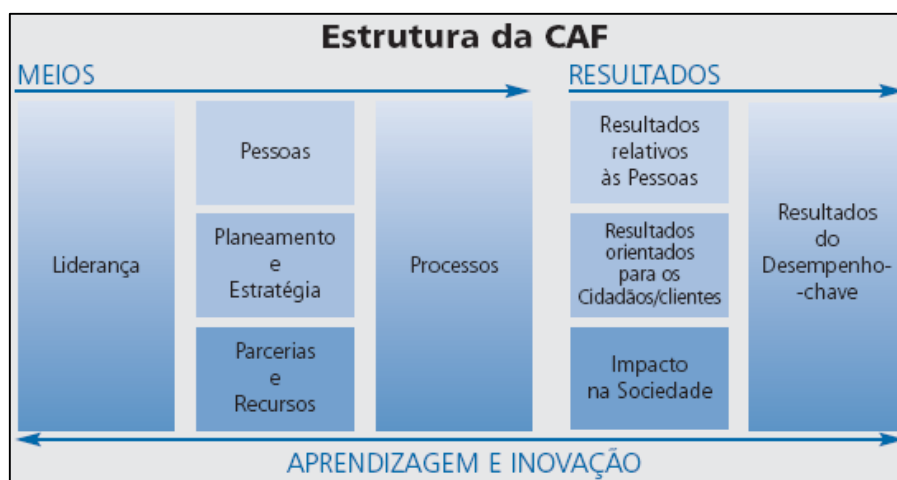 Estrutura da CAF
MEIOS
RESULTADOS
Liderança
Pessoas
Planeamento
e
Estratégia
Parcerias
e
Recursos
Processos
Resultados
relativos
às Pessoas
Resultados
orientados
para os
Cidadãos/clientes
Impacto
na Sociedade
Resultados
do
Desempenho-
-chave
APRENDIZAGEM E INOVAÇÃO